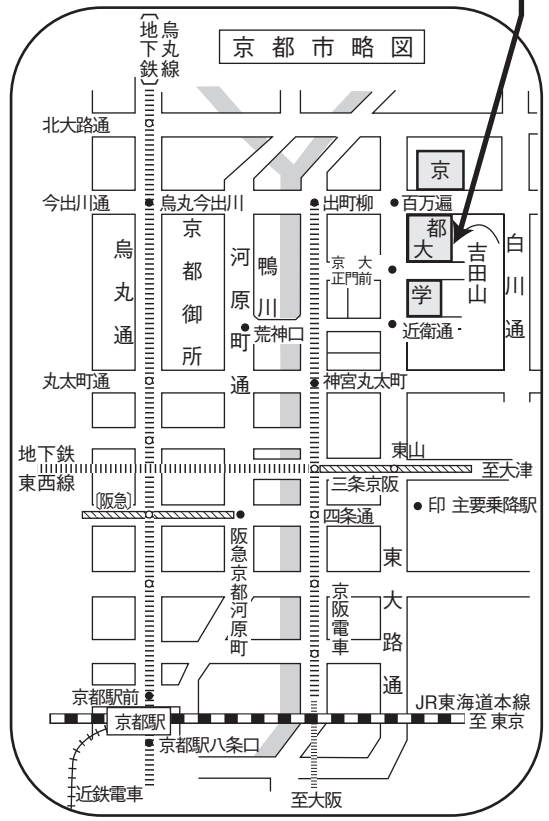 京都市略図
地下鉄
烏丸線
北大路通
今出川通
烏丸今出川
出町柳
百万遍
京
都
大
学
吉田山
白川通
烏丸通
京都御所
河原町通
鴨川
京大
正門前
荒神口
近衛通
丸太町通
神宮丸太町
地下鉄
東西線
東山
至大津
三条京阪
● 印 主要乗降駅
〔阪急〕
四条通
阪急京都河原町
京阪電車
東大路通
京都駅前
JR東海道本線
至東京
京都駅
京都駅八条口
近鉄電車
至大阪